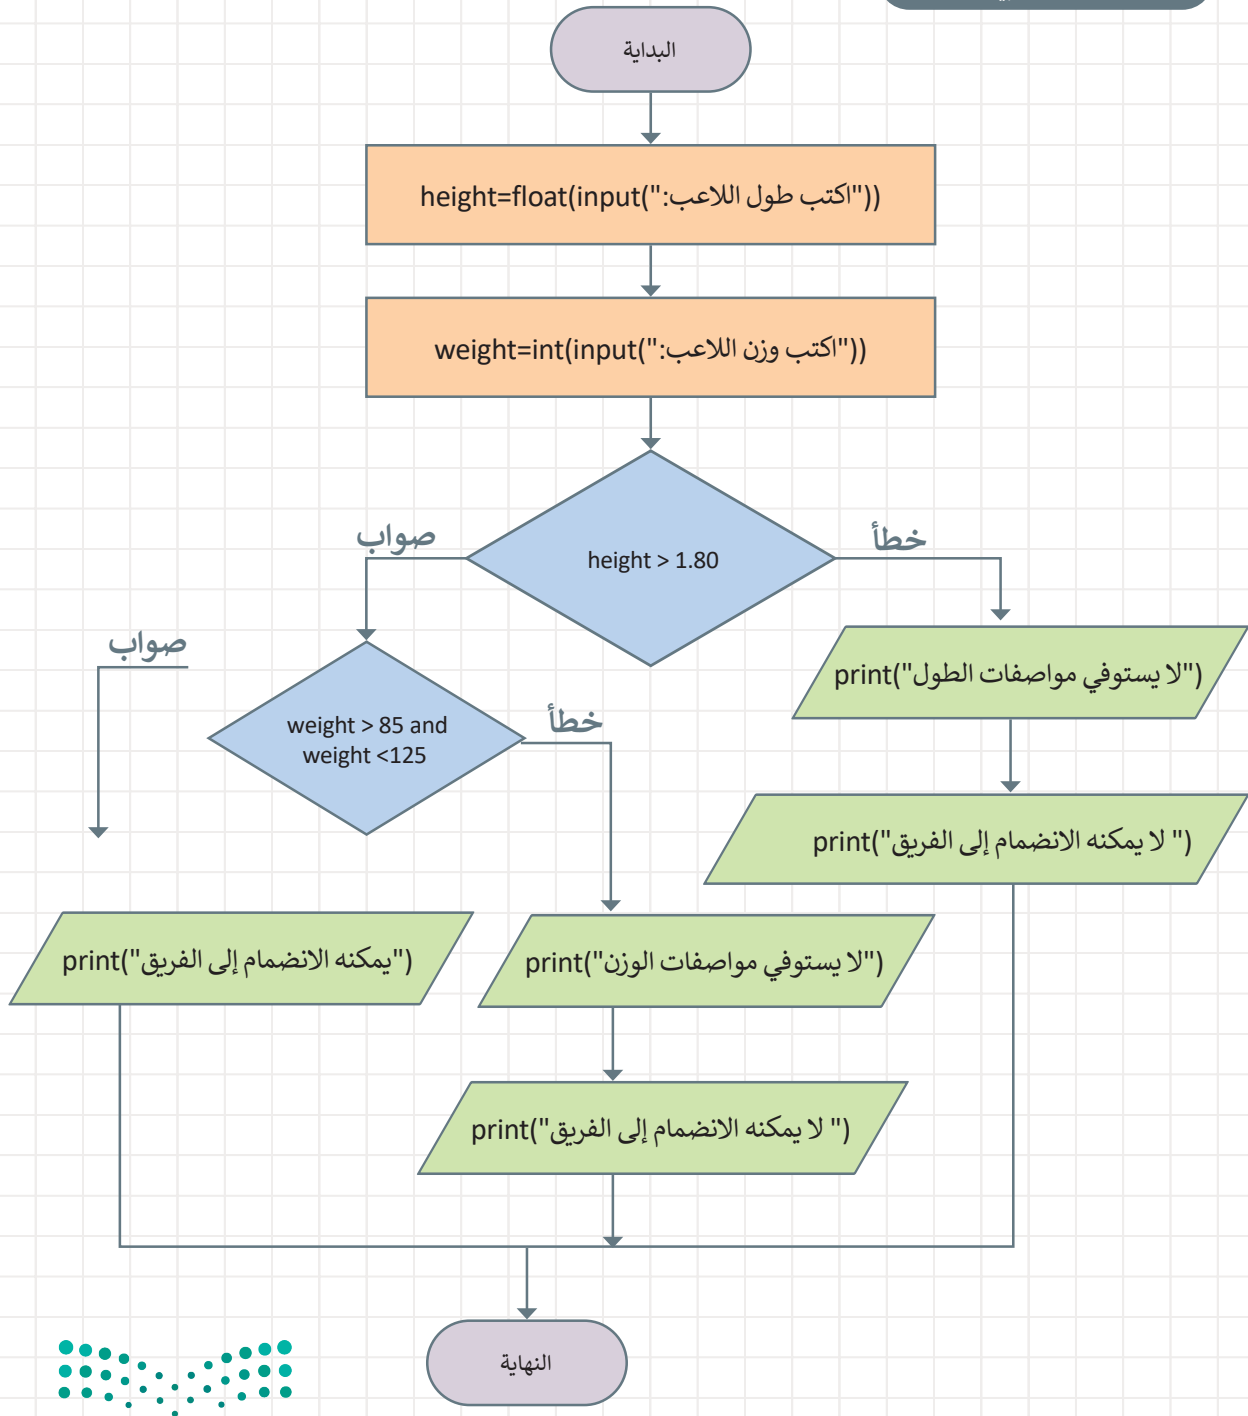 البداية
height=float(input("اكتب طول اللاعب:"))
weight=int(input("اكتب وزن اللاعب:"))
height > 1.80
صواب
خطأ
صواب
weight > 85 and
weight <125
خطأ
print("لا يستوفي مواصفات الطول")
print("لا يمكنه الانضمام إلى الفريق ")
print("يمكنه الانضمام إلى الفريق")
print("لا يستوفي مواصفات الوزن")
print("لا يمكنه الانضمام إلى الفريق ")
النهاية